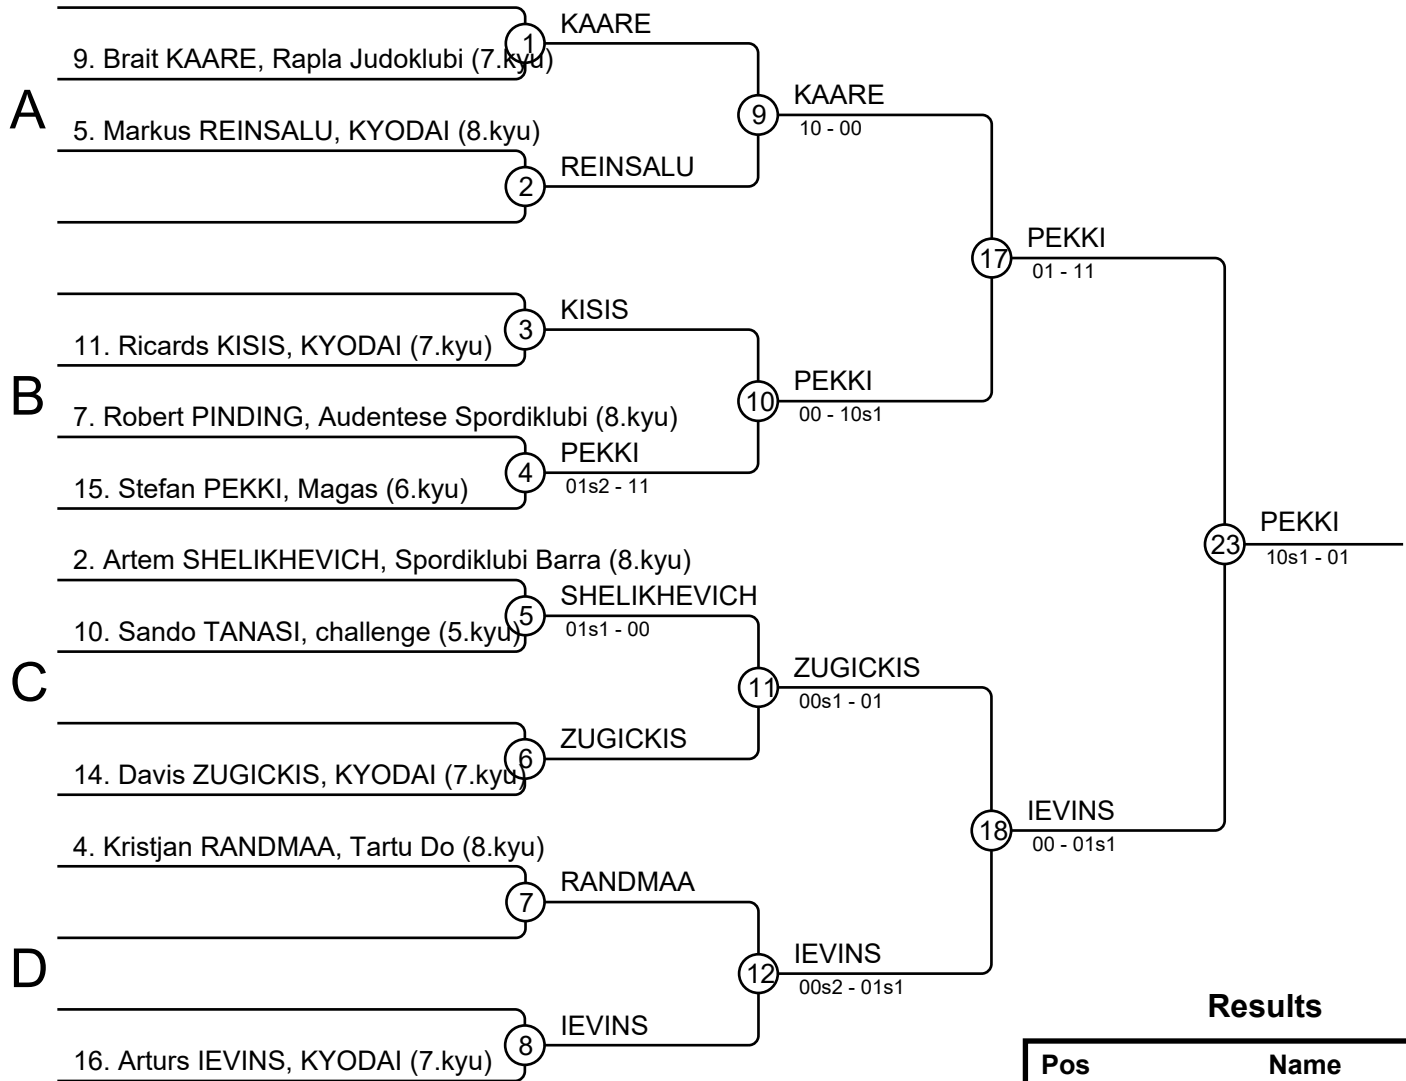 KAARE
1
9. Brait KAARE, Rapla Judoklubi (7.kyu)
KAARE
A
9
10 - 00
5. Markus REINSALU, KYODAI (8.kyu)
REINSALU
2
PEKKI
17
01 - 11
KISIS
3
11. Ricards KISIS, KYODAI (7.kyu)
PEKKI
B
10
00 - 10s1
7. Robert PINDING, Audentese Spordiklubi (8.kyu)
PEKKI
4
01s2 - 11
15. Stefan PEKKI, Magas (6.kyu)
PEKKI
23
10s1 - 01
2. Artem SHELIKHEVICH, Spordiklubi Barra (8.kyu)
SHELIKHEVICH
5
01s1 - 00
10. Sando TANASI, challenge (5.kyu)
ZUGICKIS
C
11
00s1 - 01
ZUGICKIS
6
14. Davis ZUGICKIS, KYODAI (7.kyu)
IEVINS
18
00 - 01s1
4. Kristjan RANDMAA, Tartu Do (8.kyu)
RANDMAA
7
IEVINS
D
12
00s2 - 01s1
IEVINS
8
16. Arturs IEVINS, KYODAI (7.kyu)
Results
Pos Name